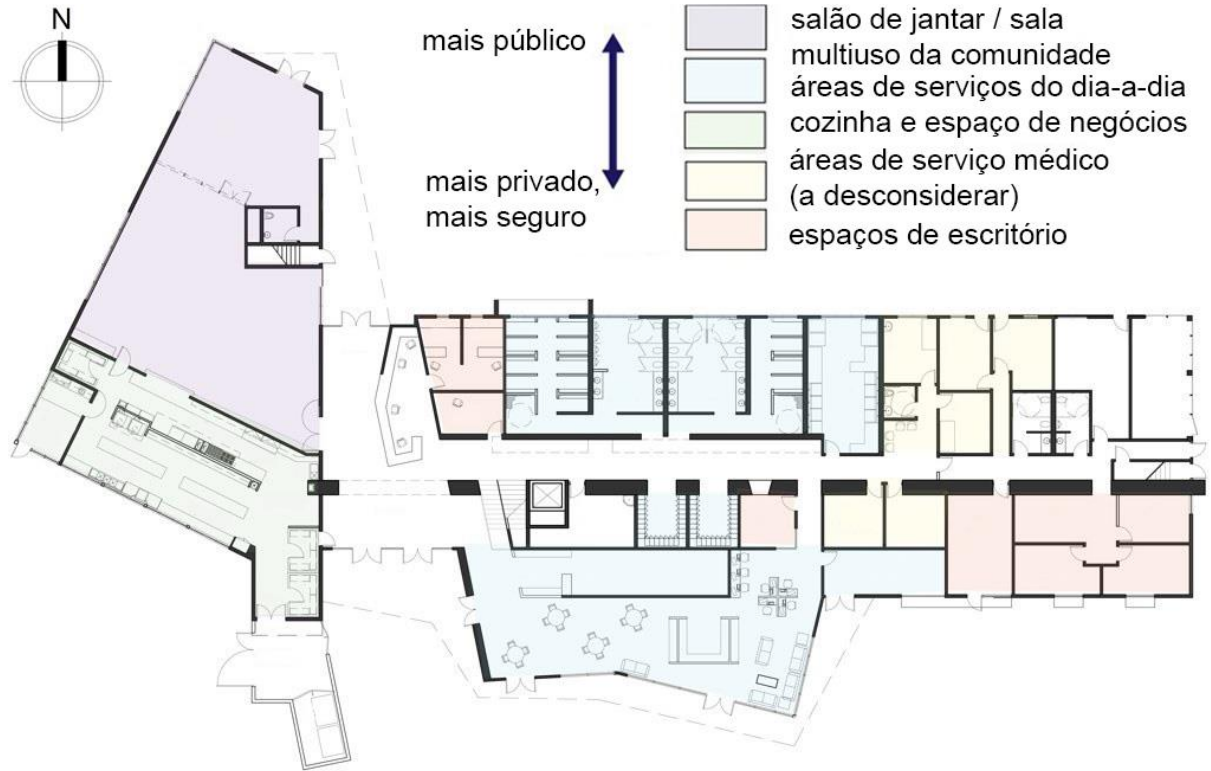 N
mais público
mais privado,
mais seguro
salão de jantar / sala
multiuso da comunidade
áreas de serviços do dia-a-dia
cozinha e espaço de negócios
áreas de serviço médico
(a desconsiderar)
espaços de escritório